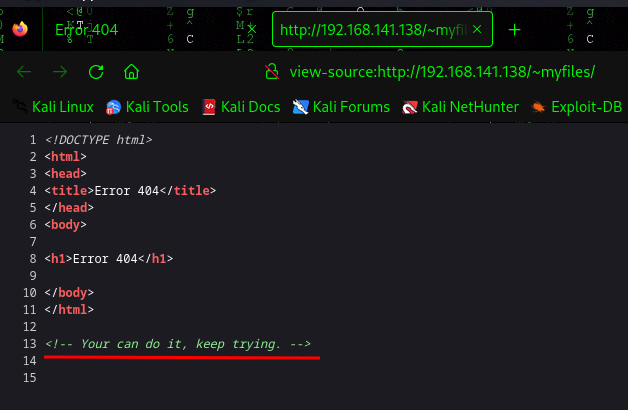 Error 404 × http://192.168.141.138/~myfil × +
view-source:http://192.168.141.138/~myfiles/
Kali Linux Kali Tools Kali Docs Kali Forums Kali NetHunter Exploit-DB
1 <!DOCTYPE html>
2 <html>
3 <head>
4 <title>Error 404</title>
5 </head>
6 <body>
7
8 <h1>Error 404</h1>
9
10 </body>
11 </html>
12
13 <!-- Your can do it, keep trying. -->
14
15